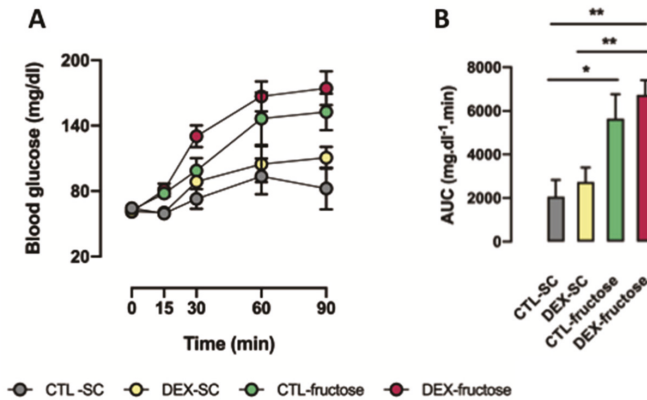 A
Blood glucose (mg/dl)
200
140
80
20
0 15 30 60 90
Time (min)
B
AUC (mg.dl⁻¹.min)
**
**
*
8000
6000
4000
2000
0
CTL-SC
DEX-SC
CTL-fructose
DEX-fructose
CTL -SC DEX-SC CTL-fructose DEX-fructose